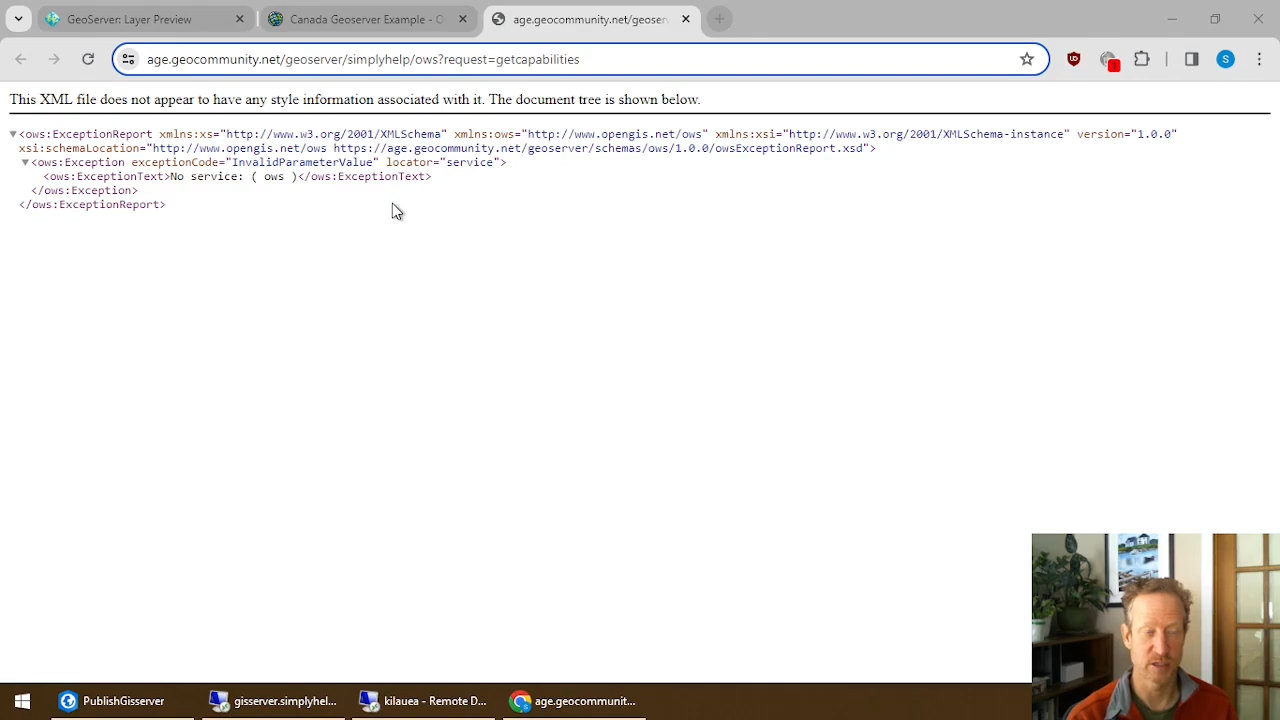 GeoServer: Layer Preview
Canada Geoserver Example - O
age.geocommunity.net/geoser
age.geocommunity.net/geoserver/simplyhelp/ows?request=getcapabilities
S
This XML file does not appear to have any style information associated with it. The document tree is shown below.
<ows:ExceptionReport xmlns:xs="http://www.w3.org/2001/XMLSchema" xmlns:ows="http://www.opengis.net/ows" xmlns:xsi="http://www.w3.org/2001/XMLSchema-instance" version="1.0.0"
xsi:schemaLocation="http://www.opengis.net/ows https://age.geocommunity.net/geoserver/schemas/ows/1.0.0/owsExceptionReport.xsd">
<ows:Exception exceptionCode="InvalidParameterValue" locator="service">
<ows:ExceptionText>No service: ( ows )</ows:ExceptionText>
</ows:Exception>
</ows:ExceptionReport>
PublishGisserver
gisserver.simplyhel...
kilauea - Remote D...
age.geocommunit...